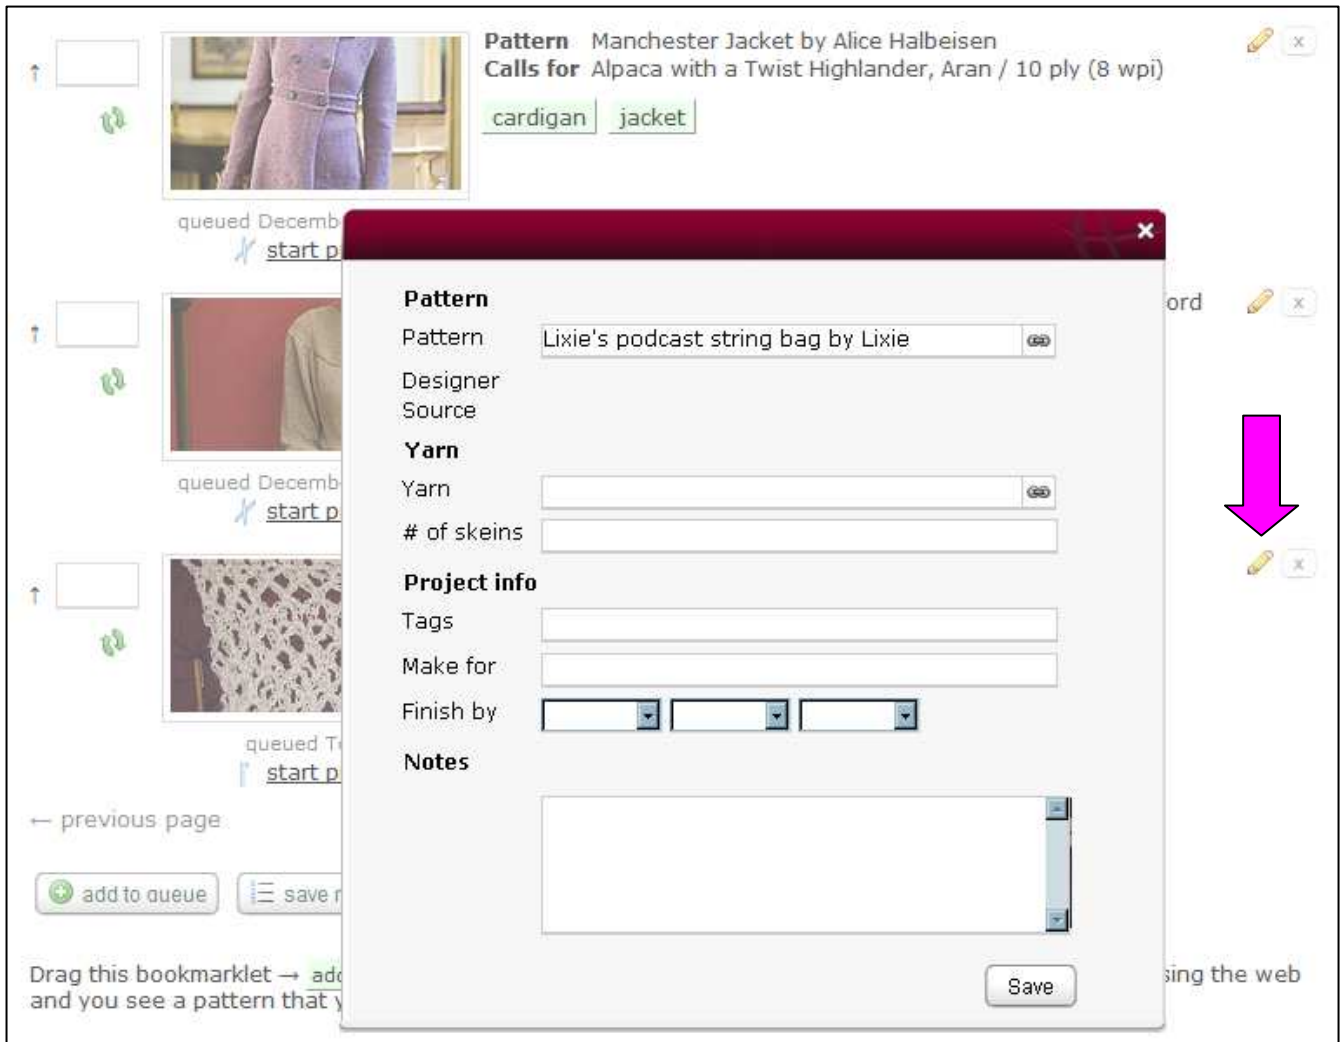 Pattern Manchester Jacket by Alice Halbeisen
x
Calls for Alpaca with a Twist Highlander, Aran / 10 ply (8 wpi)
cardigan jacket
queued Decemb
start p
x
Pattern
ord
x
Pattern Lixie's podcast string bag by Lixie
Designer
Source
Yarn
queued Decemb
Yarn
start p
# of skeins
x
Project info
Tags
Make for
Finish by
queued T
Notes
start p
← previous page
add to queue
save r
Drag this bookmarklet → add
sing the web
Save
and you see a pattern that y